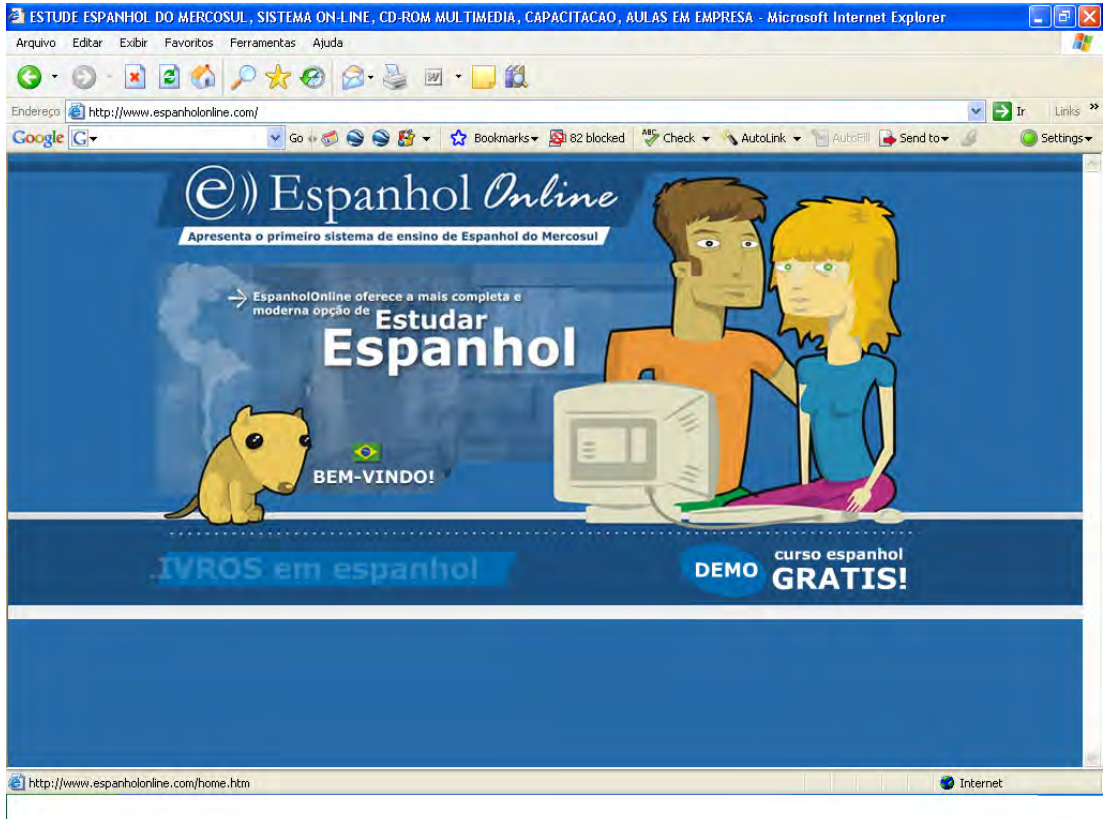 ESTUDE ESPANHOL DO MERCOSUL, SISTEMA ON-LINE, CD-ROM MULTIMEDIA, CAPACITACAO, AULAS EM EMPRESA - Microsoft Internet Explorer
Arquivo Editar Exibir Favoritos Ferramentas Ajuda
Endereço http://www.espanholonline.com/ Ir Links »
Google G Go Bookmarks 82 blocked ABC Check AutoLink AutoFill Send to Settings
e)) Espanhol Online
Apresenta o primeiro sistema de ensino de Espanhol do Mercosul
EspanholOnline oferece a mais completa e
moderna opção de Estudar
Espanhol
BEM-VINDO!
IVROS em espanhol
DEMO curso espanhol
GRATIS!
http://www.espanholonline.com/home.htm Internet